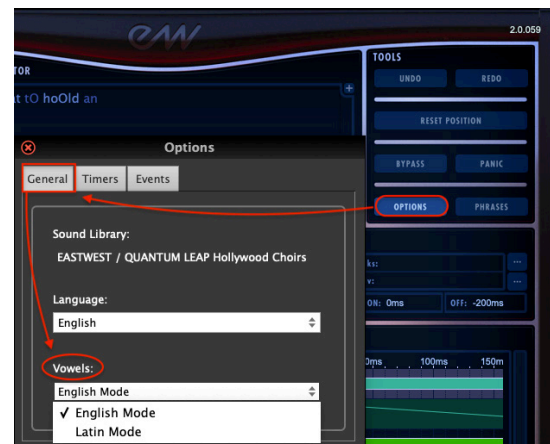 ew
2.0.059
TOR
TOOLS
UNDO REDO
t tO hoOld an
RESET POSITION
Options
BYPASS PANIC
General Timers Events
OPTIONS PHRASES
Sound Library:
EASTWEST / QUANTUM LEAP Hollywood Choirs
ks:
...
v:
...
ON: 0ms OFF: -200ms
Language:
English
Vowels:
0ms 100ms 150m
English Mode
✓ English Mode
Latin Mode